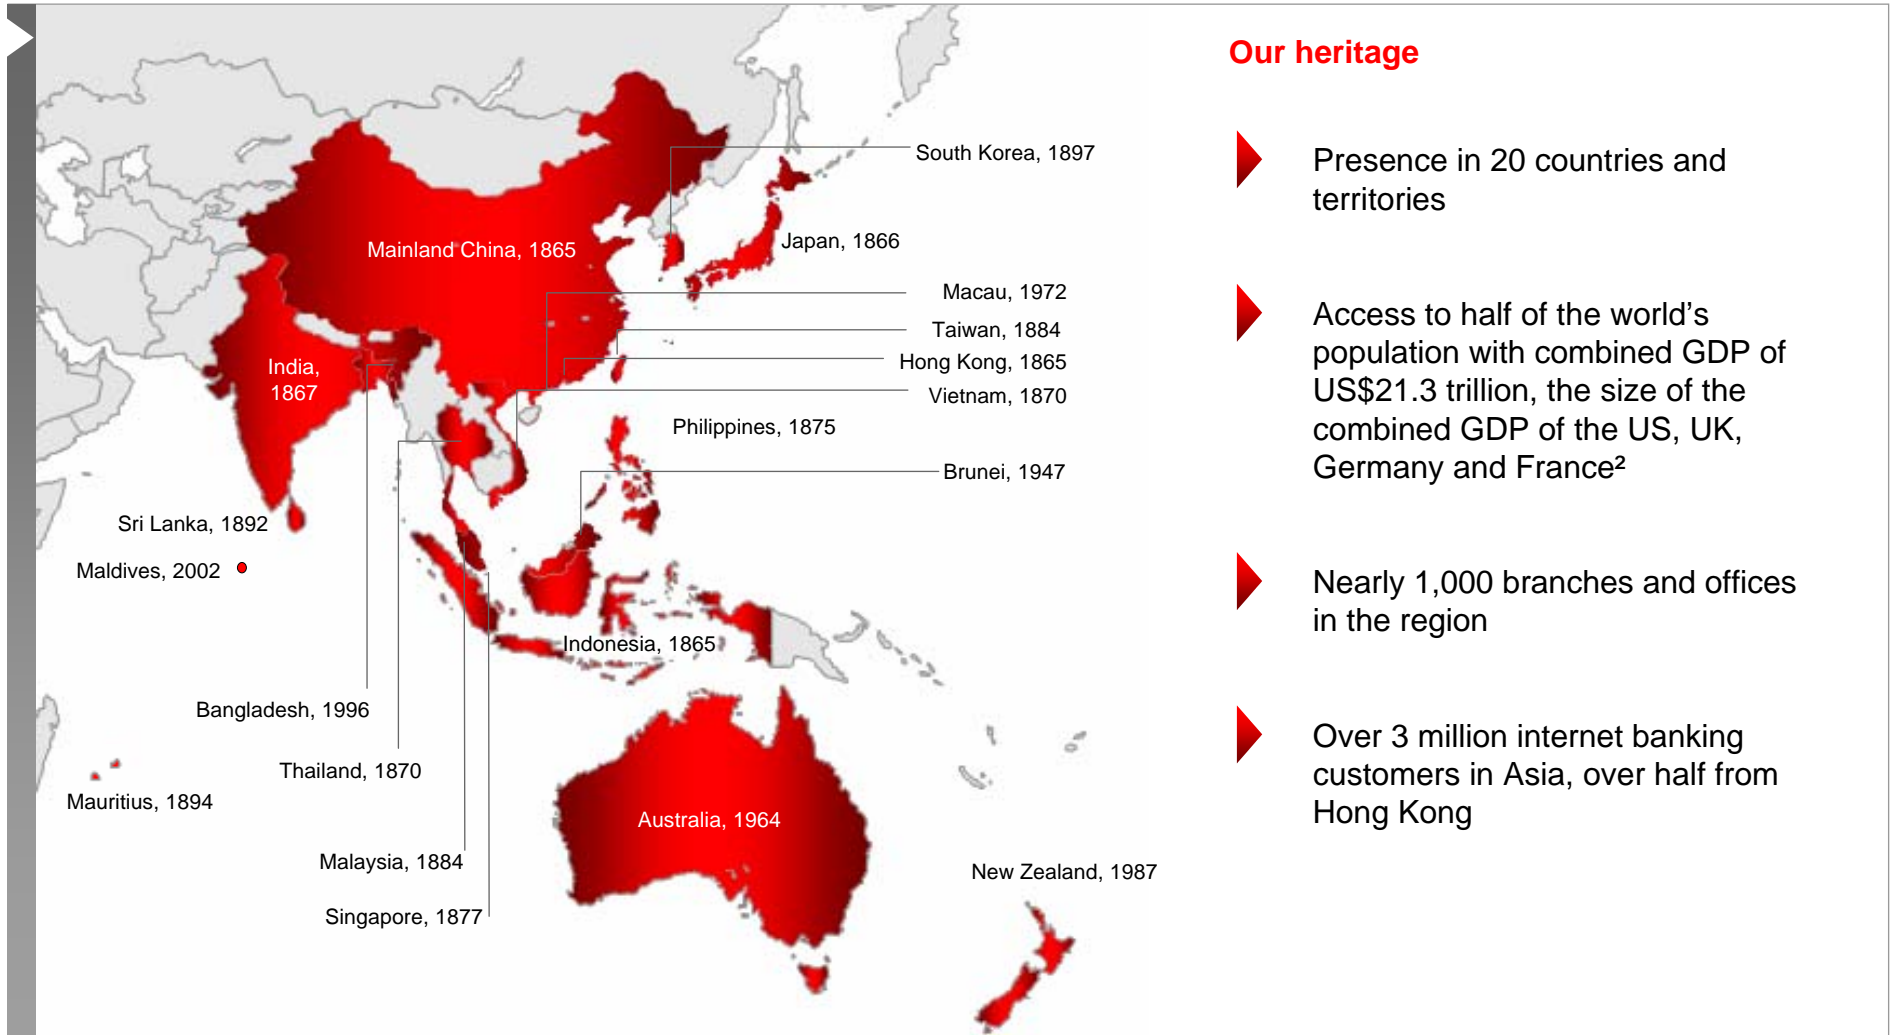 Our heritage
South Korea, 1897
Presence in 20 countries and
territories
Mainland China, 1865
Japan, 1866
Macau, 1972
Taiwan, 1884
Hong Kong, 1865
Vietnam, 1870
India,
1867
Philippines, 1875
Brunei, 1947
Access to half of the world’s
population with combined GDP of
US$21.3 trillion, the size of the
combined GDP of the US, UK,
Germany and France²
Sri Lanka, 1892
Maldives, 2002
Nearly 1,000 branches and offices
in the region
Indonesia, 1865
Bangladesh, 1996
Thailand, 1870
Mauritius, 1894
Over 3 million internet banking
customers in Asia, over half from
Hong Kong
Australia, 1964
Malaysia, 1884
New Zealand, 1987
Singapore, 1877